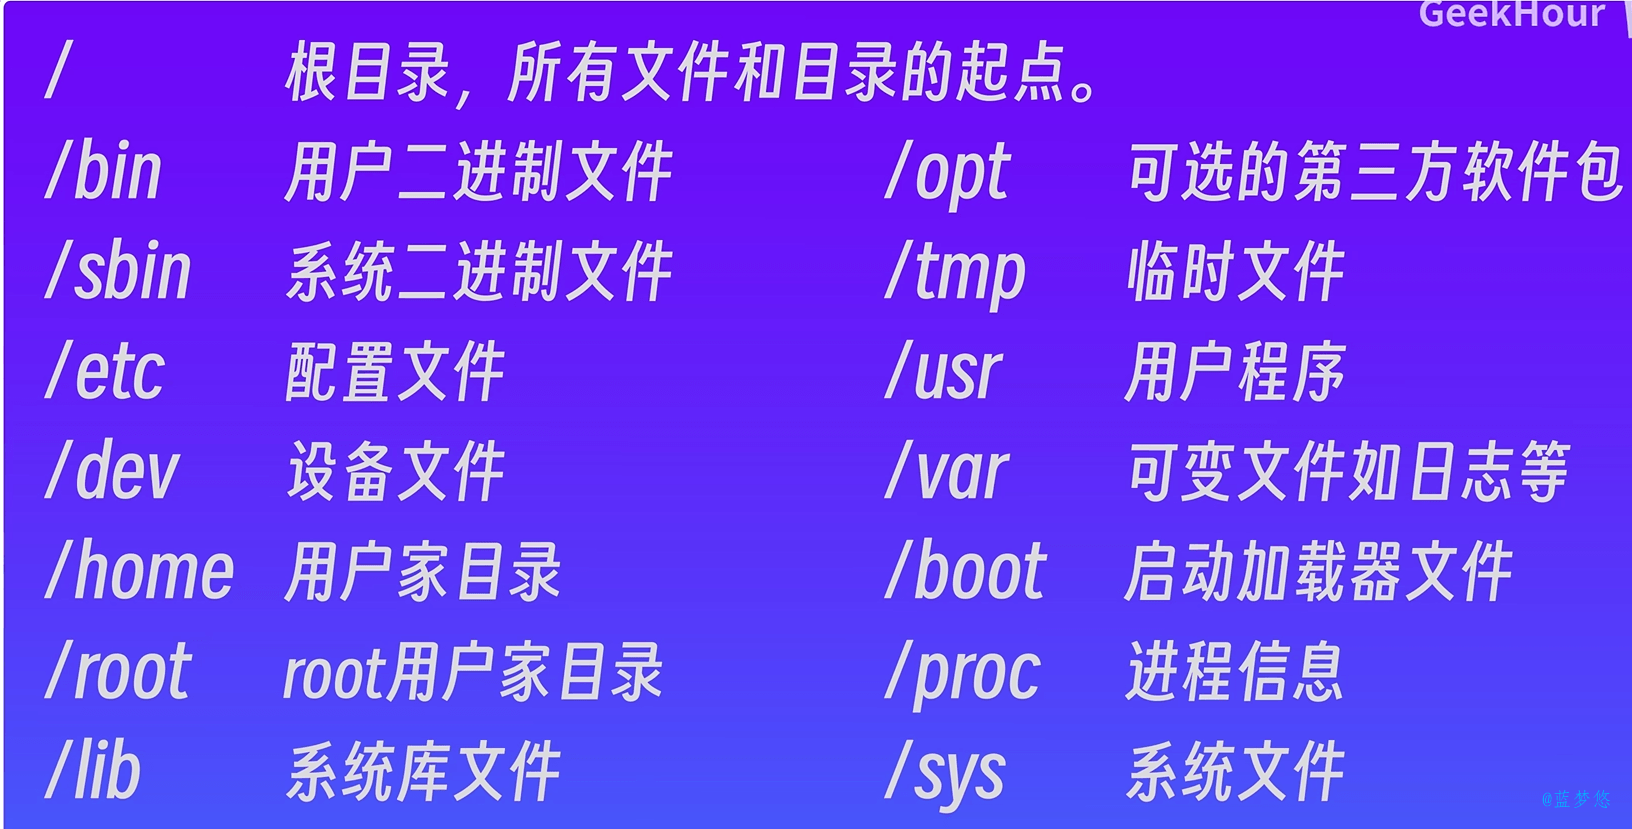 GeekHour
/ 根目录，所有文件和目录的起点。
/bin 用户二进制文件 /opt 可选的第三方软件包
/sbin 系统二进制文件 /tmp 临时文件
/etc 配置文件 /usr 用户程序
/dev 设备文件 /var 可变文件如日志等
/home 用户家目录 /boot 启动加载器文件
/root root用户家目录 /proc 进程信息
/lib 系统库文件 /sys 系统文件
@蓝梦悠